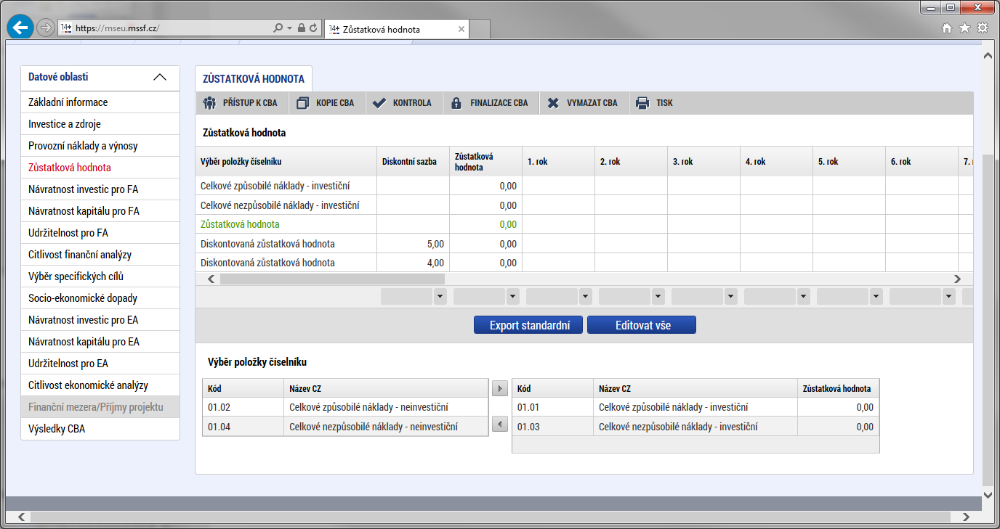 14+ https://mseu.mssf.cz/
14+ Zůstatková hodnota
Datové oblasti
Základní informace
Investice a zdroje
Provozní náklady a výnosy
Zůstatková hodnota
Návratnost investic pro FA
Návratnost kapitálu pro FA
Udržitelnost pro FA
Citlivost finanční analýzy
Výběr specifických cílů
Socio-ekonomické dopady
Návratnost investic pro EA
Návratnost kapitálu pro EA
Udržitelnost pro EA
Citlivost ekonomické analýzy
Finanční mezera/Příjmy projektu
Výsledky CBA
ZŮSTATKOVÁ HODNOTA
PŘÍSTUP K CBA KOPIE CBA KONTROLA FINALIZACE CBA VYMAZAT CBA TISK
Zůstatková hodnota
Výběr položky číselníku Diskontní sazba Zůstatková hodnota 1. rok 2. rok 3. rok 4. rok 5. rok 6. rok 7. r
Celkové způsobilé náklady - investiční 0,00
Celkové nezpůsobilé náklady - investiční 0,00
Zůstatková hodnota 0,00
Diskontovaná zůstatková hodnota 5,00 0,00
Diskontovaná zůstatková hodnota 4,00 0,00
Export standardní Editovat vše
Výběr položky číselníku
Kód Název CZ Kód Název CZ Zůstatková hodnota
01.02 Celkové způsobilé náklady - neinvestiční 01.01 Celkové způsobilé náklady - investiční 0,00
01.04 Celkové nezpůsobilé náklady - neinvestiční 01.03 Celkové nezpůsobilé náklady - investiční 0,00